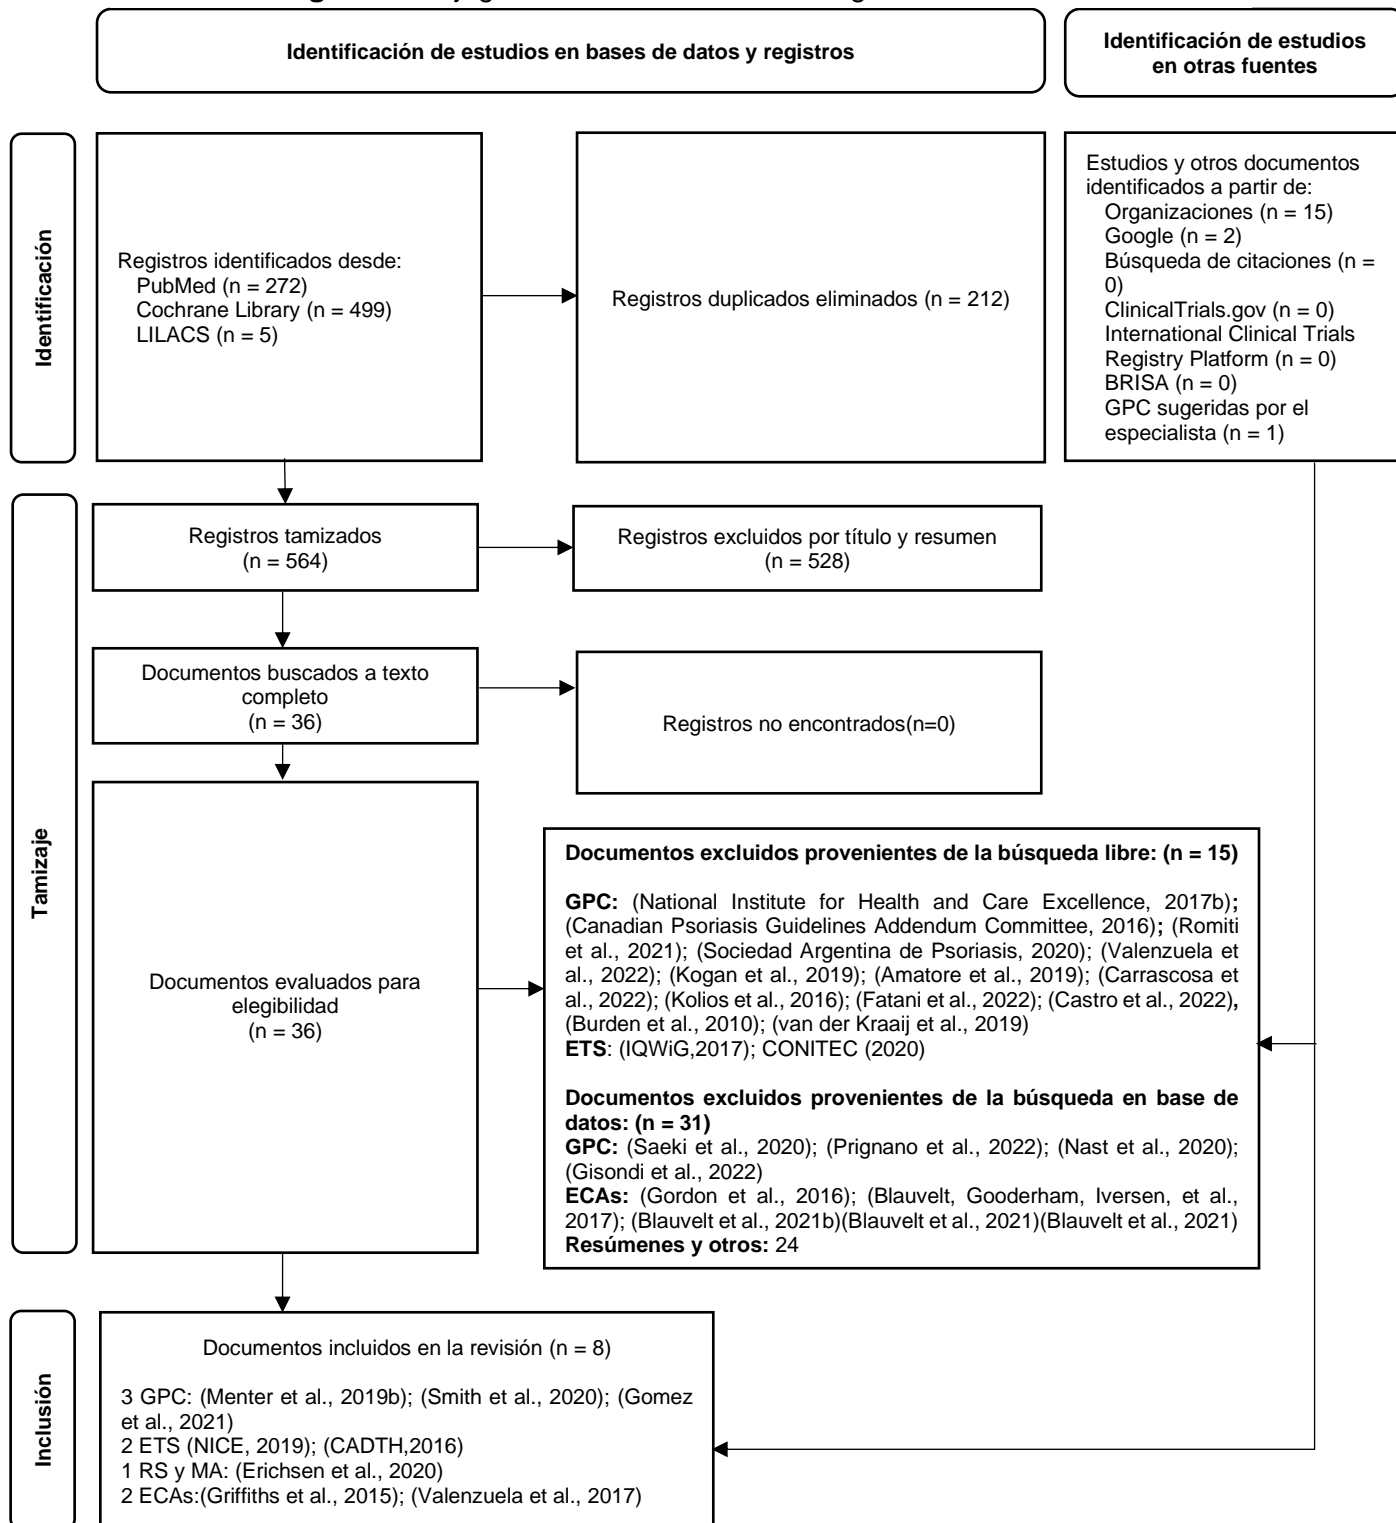 Identificación de estudios en bases de datos y registros
Identificación de estudios
en otras fuentes
Identificación
Registros identificados desde:
PubMed (n = 272)
Cochrane Library (n = 499)
LILACS (n = 5)
Registros duplicados eliminados (n = 212)
Estudios y otros documentos
identificados a partir de:
Organizaciones (n = 15)
Google (n = 2)
Búsqueda de citaciones (n =
0)
ClinicalTrials.gov (n = 0)
International Clinical Trials
Registry Platform (n = 0)
BRISA (n = 0)
GPC sugeridas por el
especialista (n = 1)
Tamizaje
Registros tamizados
(n = 564)
Registros excluidos por título y resumen
(n = 528)
Documentos buscados a texto
completo
(n = 36)
Registros no encontrados(n=0)
Documentos evaluados para
elegibilidad
(n = 36)
Documentos excluidos provenientes de la búsqueda libre: (n = 15)
GPC: (National Institute for Health and Care Excellence, 2017b);
(Canadian Psoriasis Guidelines Addendum Committee, 2016); (Romiti
et al., 2021); (Sociedad Argentina de Psoriasis, 2020); (Valenzuela et
al., 2022); (Kogan et al., 2019); (Amatore et al., 2019); (Carrascosa et
al., 2022); (Kolios et al., 2016); (Fatani et al., 2022); (Castro et al., 2022),
(Burden et al., 2010); (van der Kraaij et al., 2019)
ETS: (IQWiG,2017); CONITEC (2020)
Documentos excluidos provenientes de la búsqueda en base de
datos: (n = 31)
GPC: (Saeki et al., 2020); (Prignano et al., 2022); (Nast et al., 2020);
(Gisondi et al., 2022)
ECAs: (Gordon et al., 2016); (Blauvelt, Gooderham, Iversen, et al.,
2017); (Blauvelt et al., 2021b)(Blauvelt et al., 2021)(Blauvelt et al., 2021)
Resúmenes y otros: 24
Inclusión
Documentos incluidos en la revisión (n = 8)
3 GPC: (Menter et al., 2019b); (Smith et al., 2020); (Gomez
et al., 2021)
2 ETS (NICE, 2019); (CADTH,2016)
1 RS y MA: (Erichsen et al., 2020)
2 ECAs:(Griffiths et al., 2015); (Valenzuela et al., 2017)